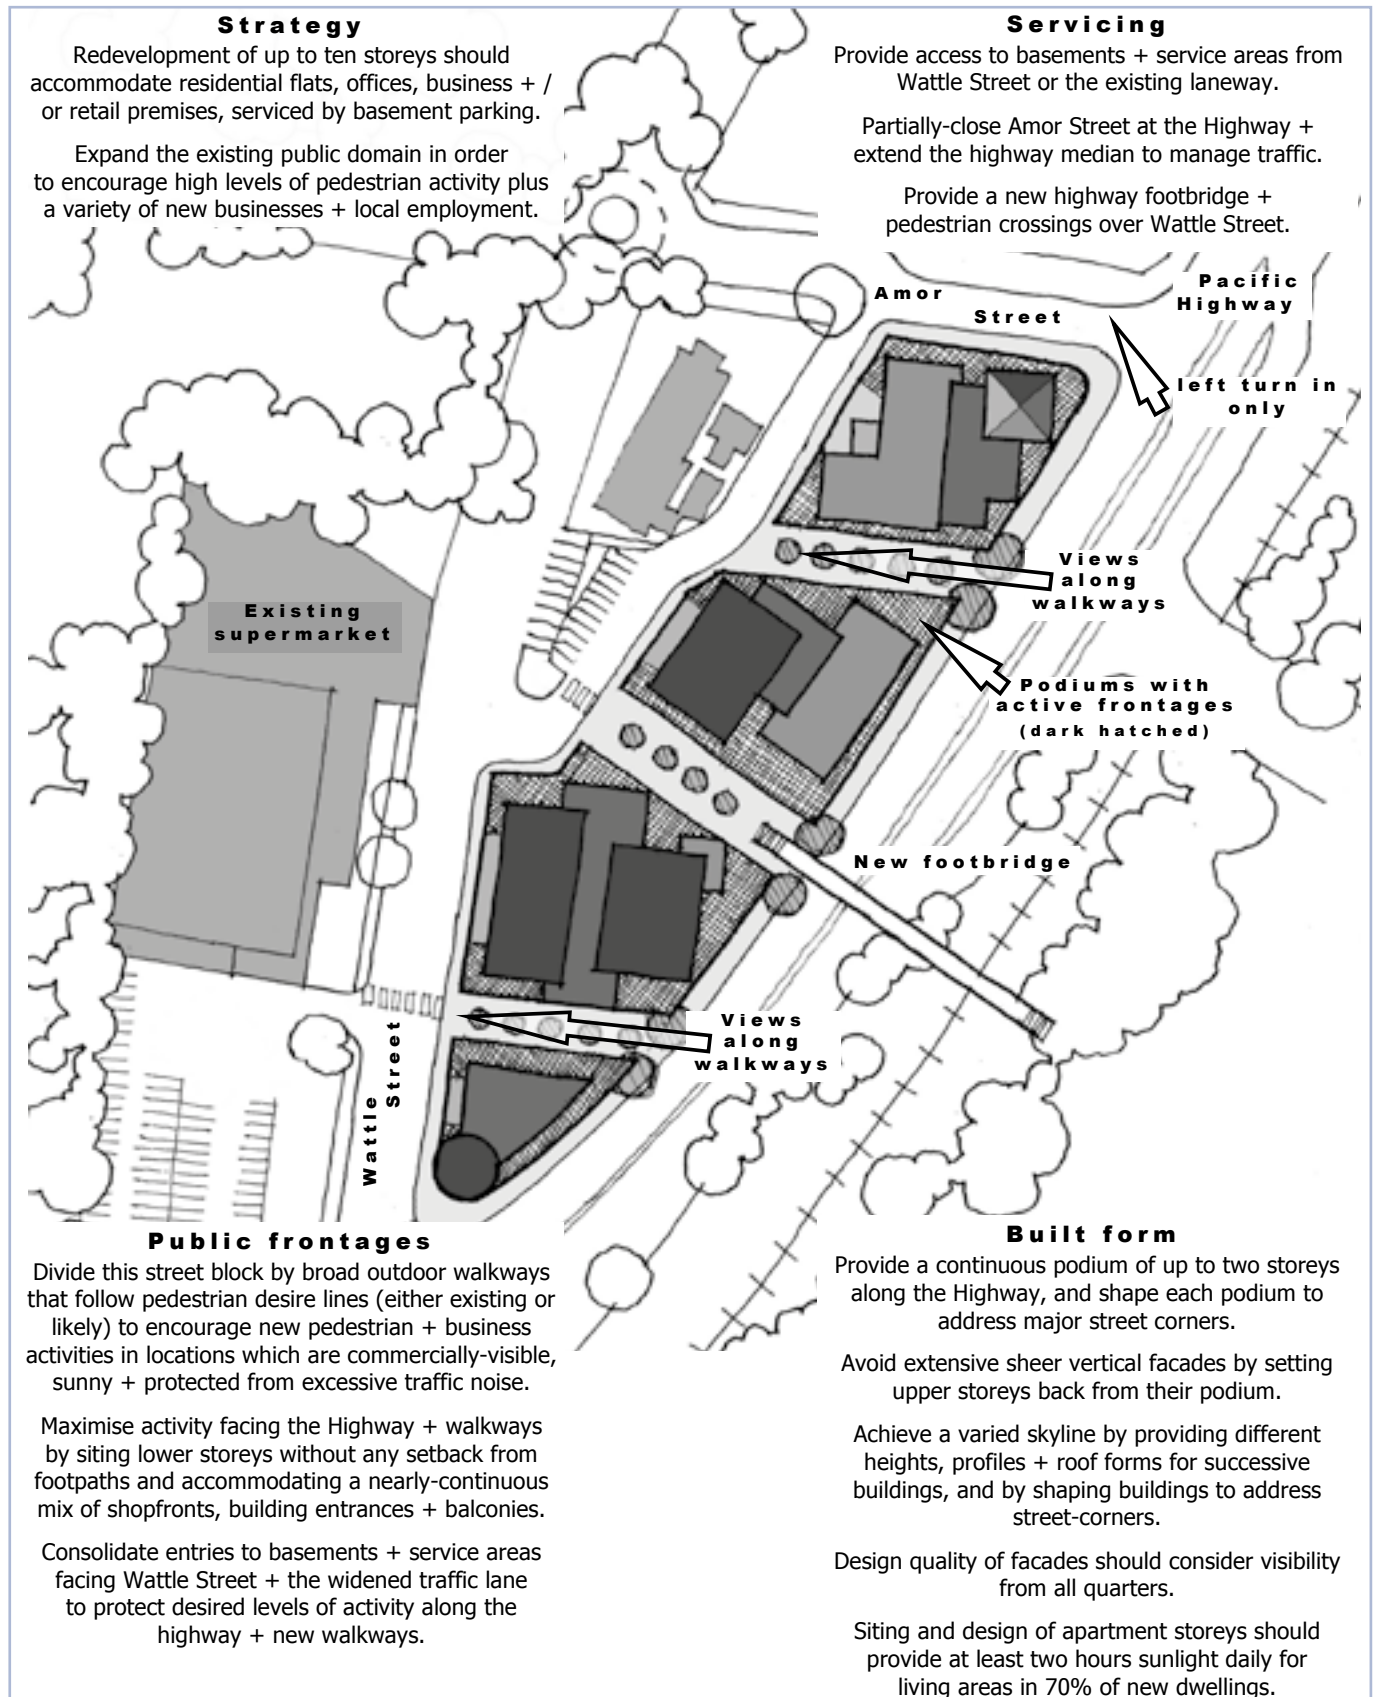 Strategy
Redevelopment of up to ten storeys should
accommodate residential flats, offices, business + /
or retail premises, serviced by basement parking.
Expand the existing public domain in order
to encourage high levels of pedestrian activity plus
a variety of new businesses + local employment.
Servicing
Provide access to basements + service areas from
Wattle Street or the existing laneway.
Partially-close Amor Street at the Highway +
extend the highway median to manage traffic.
Provide a new highway footbridge +
pedestrian crossings over Wattle Street.
Amor
Street
Pacific
Highway
left turn in
only
Views
along
walkways
Existing
supermarket
Podiums with
active frontages
(dark hatched)
New footbridge
Views
along
walkways
Wattle
Street
Public frontages
Divide this street block by broad outdoor walkways
that follow pedestrian desire lines (either existing or
likely) to encourage new pedestrian + business
activities in locations which are commercially-visible,
sunny + protected from excessive traffic noise.
Maximise activity facing the Highway + walkways
by siting lower storeys without any setback from
footpaths and accommodating a nearly-continuous
mix of shopfronts, building entrances + balconies.
Consolidate entries to basements + service areas
facing Wattle Street + the widened traffic lane
to protect desired levels of activity along the
highway + new walkways.
Built form
Provide a continuous podium of up to two storeys
along the Highway, and shape each podium to
address major street corners.
Avoid extensive sheer vertical facades by setting
upper storeys back from their podium.
Achieve a varied skyline by providing different
heights, profiles + roof forms for successive
buildings, and by shaping buildings to address
street-corners.
Design quality of facades should consider visibility
from all quarters.
Siting and design of apartment storeys should
provide at least two hours sunlight daily for
living areas in 70% of new dwellings.